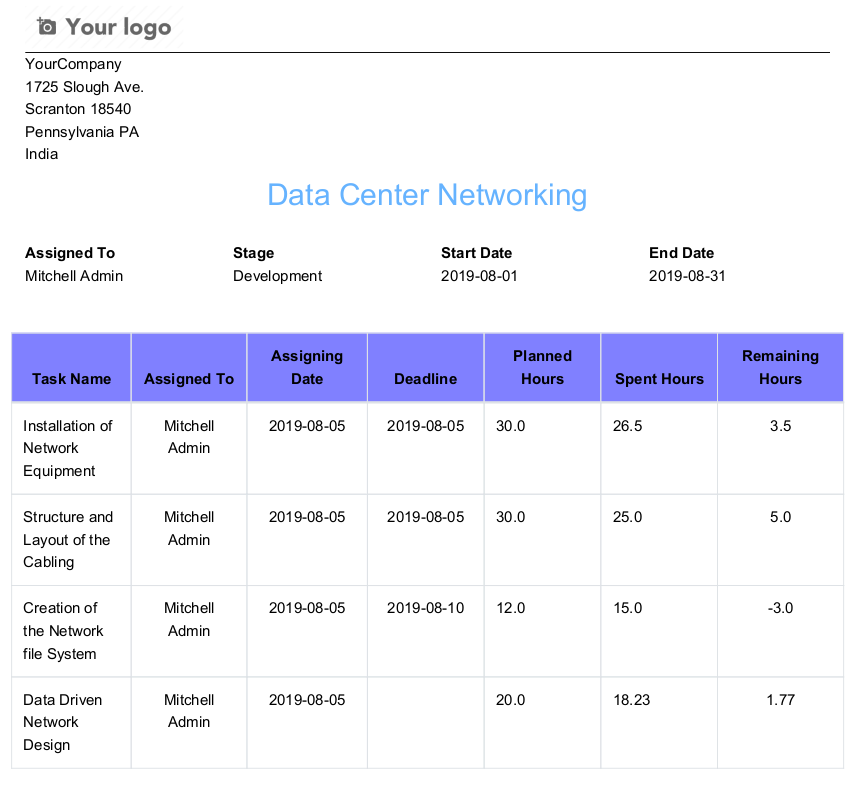 Your logo
YourCompany
1725 Slough Ave.
Scranton 18540
Pennsylvania PA
India
Data Center Networking
Assigned To Stage Start Date End Date
Mitchell Admin Development 2019-08-01 2019-08-31
Assigning Planned Remaining
Task Name Assigned To Date Deadline Hours Spent Hours Hours
Installation of Mitchell 2019-08-05 2019-08-05 30.0 26.5 3.5
Network Admin
Equipment
Structure and Mitchell 2019-08-05 2019-08-05 30.0 25.0 5.0
Layout of the Admin
Cabling
Creation of Mitchell 2019-08-05 2019-08-10 12.0 15.0 -3.0
the Network Admin
file System
Data Driven Mitchell 2019-08-05 20.0 18.23 1.77
Network Admin
Design